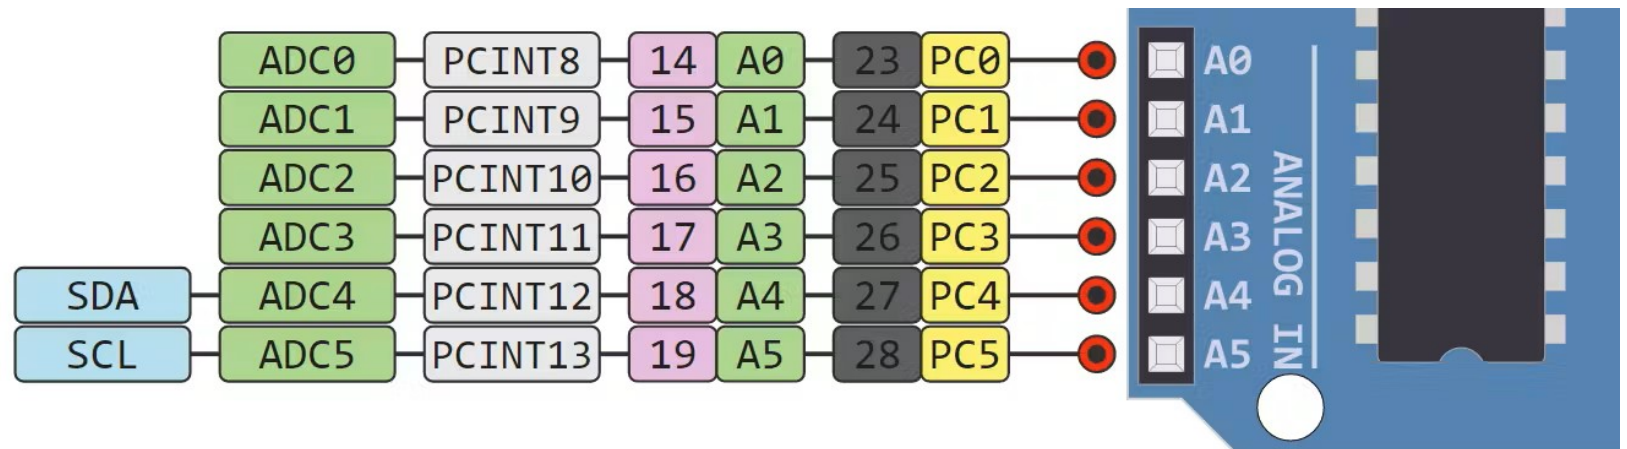 ADC0 PCINT8 14 A0 23 PC0 A0
ADC1 PCINT9 15 A1 24 PC1 A1
ADC2 PCINT10 16 A2 25 PC2 A2
ADC3 PCINT11 17 A3 26 PC3 A3
SDA ADC4 PCINT12 18 A4 27 PC4 A4
SCL ADC5 PCINT13 19 A5 28 PC5 A5
ANALOG IN